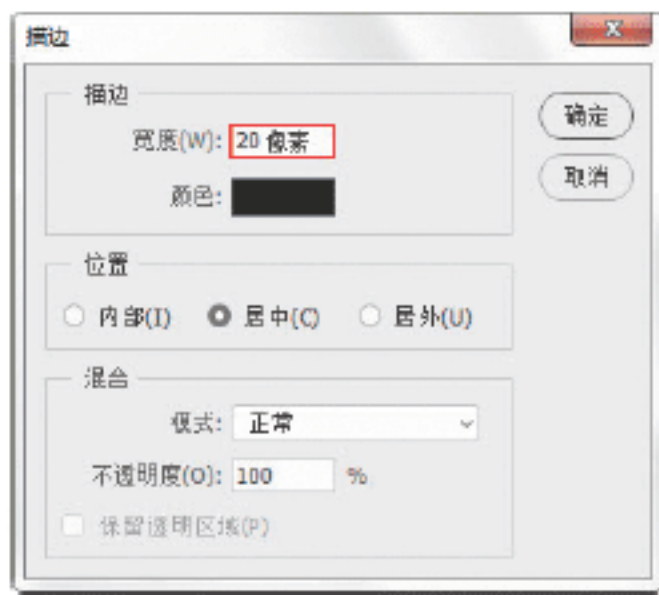 描边
描边
宽度(W): 20 像素
颜色:
确定
取消
位置
内部(I) 居中(C) 居外(U)
混合
模式: 正常
不透明度(O): 100 %
保留透明区域(P)